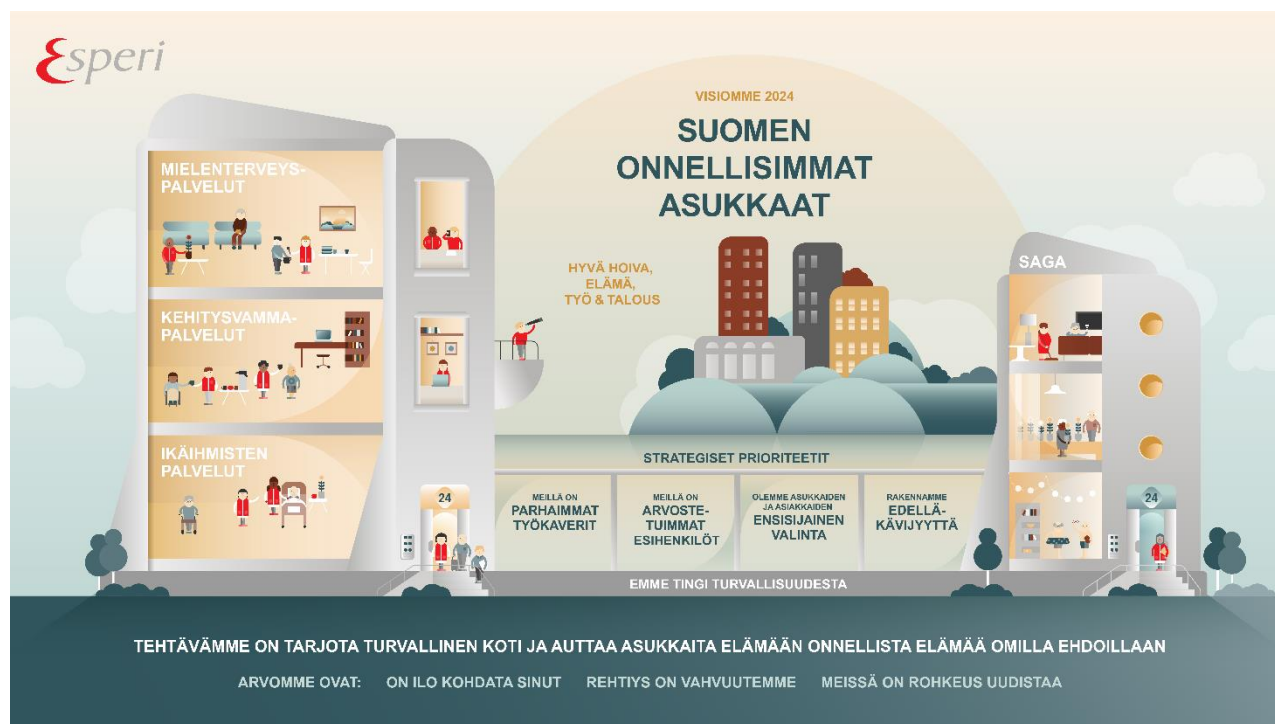 Esperi
VISIOMME 2024
SUOMEN
ONNELLISIMMAT
ASUKKAAT
HYVÄ HOIVA,
ELÄMÄ,
TYÖ & TALOUS
MIELENTERVEYS-
PALVELUT
KEHITYSVAMMA-
PALVELUT
IKÄIHMISTEN
PALVELUT
24
SAGA
24
STRATEGISET PRIORITEETIT
MEILLÄ ON
PARHAIMMAT
TYÖKAVERIT
MEILLÄ ON
ARVOSTE-
TUIMMAT
ESIHENKILÖT
OLEMME ASUKKAIDEN
JA ASIAKKAIDEN
ENSISIJAINEN
VALINTA
RAKENNAMME
EDELLÄ-
KÄVIJYYTTÄ
EMME TINGI TURVALLISUUDESTA
TEHTÄVÄMME ON TARJOTA TURVALLINEN KOTI JA AUTTAA ASUKKAITA ELÄMÄÄN ONNELLISTA ELÄMÄÄ OMILLA EHDOILLAAN
ARVOMME OVAT: ON ILO KOHDATA SINUT REHTIYS ON VAHVUUTEMME MEISSÄ ON ROHKEUS UUDISTAA